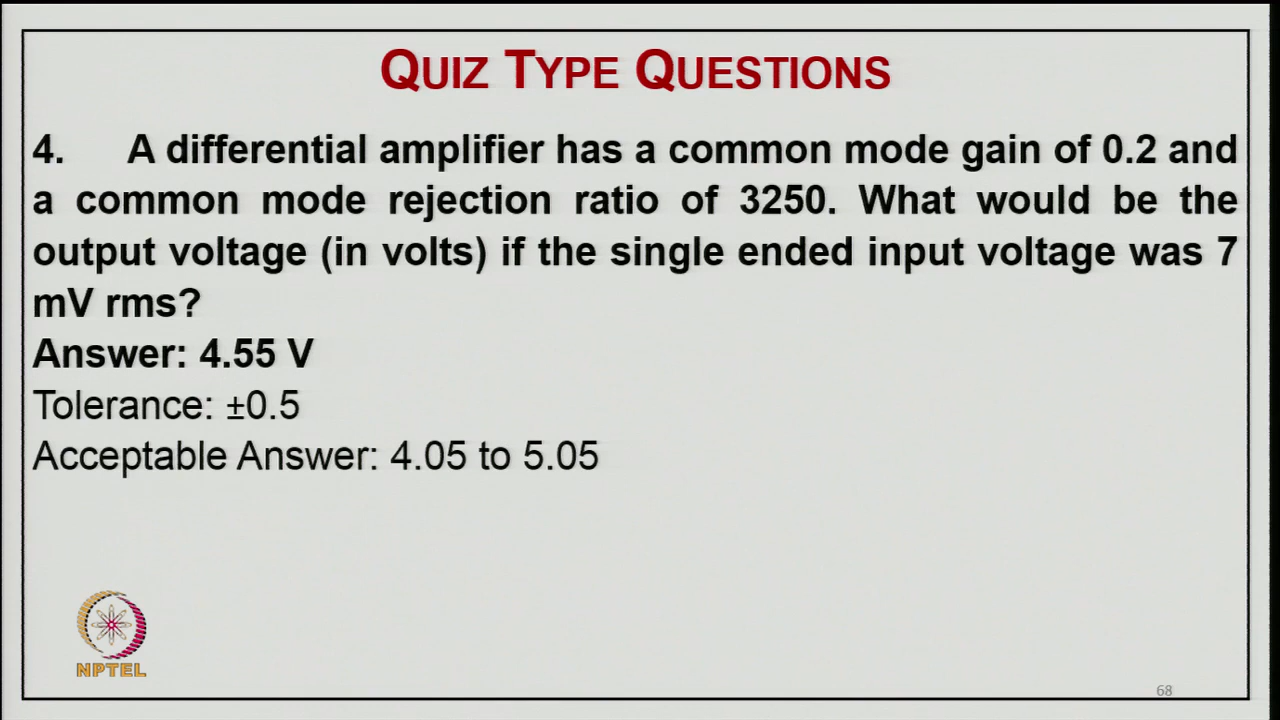 QUIZ TYPE QUESTIONS
4. A differential amplifier has a common mode gain of 0.2 and
a common mode rejection ratio of 3250. What would be the
output voltage (in volts) if the single ended input voltage was 7
mV rms?
Answer: 4.55 V
Tolerance: ±0.5
Acceptable Answer: 4.05 to 5.05
NPTEL
68